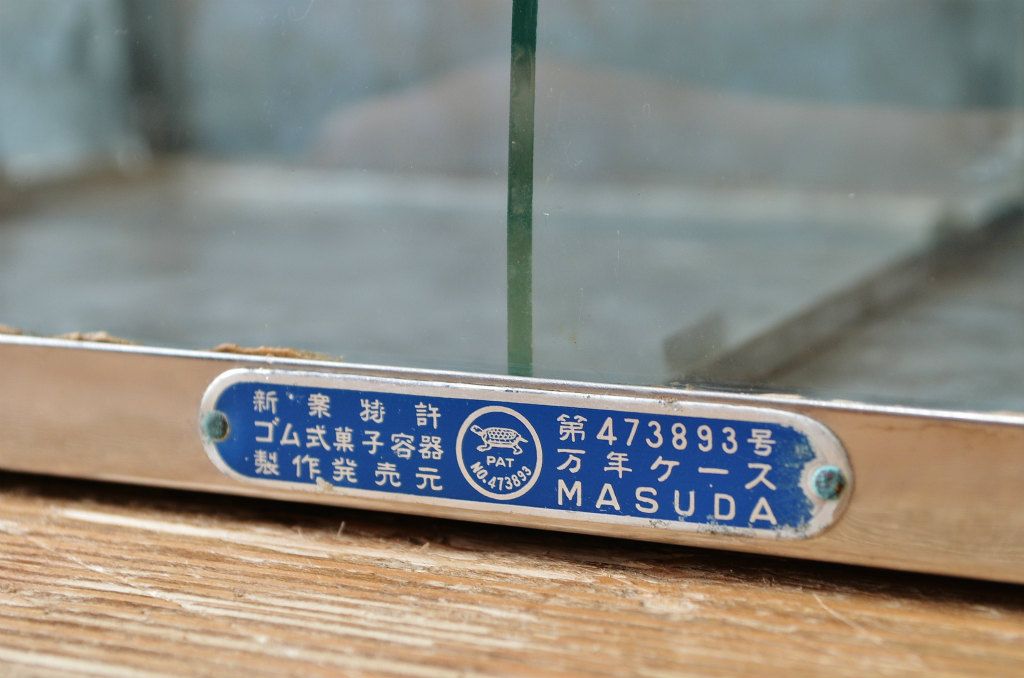 新案特許
ゴム式菓子容器
製作発売元
PAT
NO.473893
第473893号
万年ケース
MASUDA